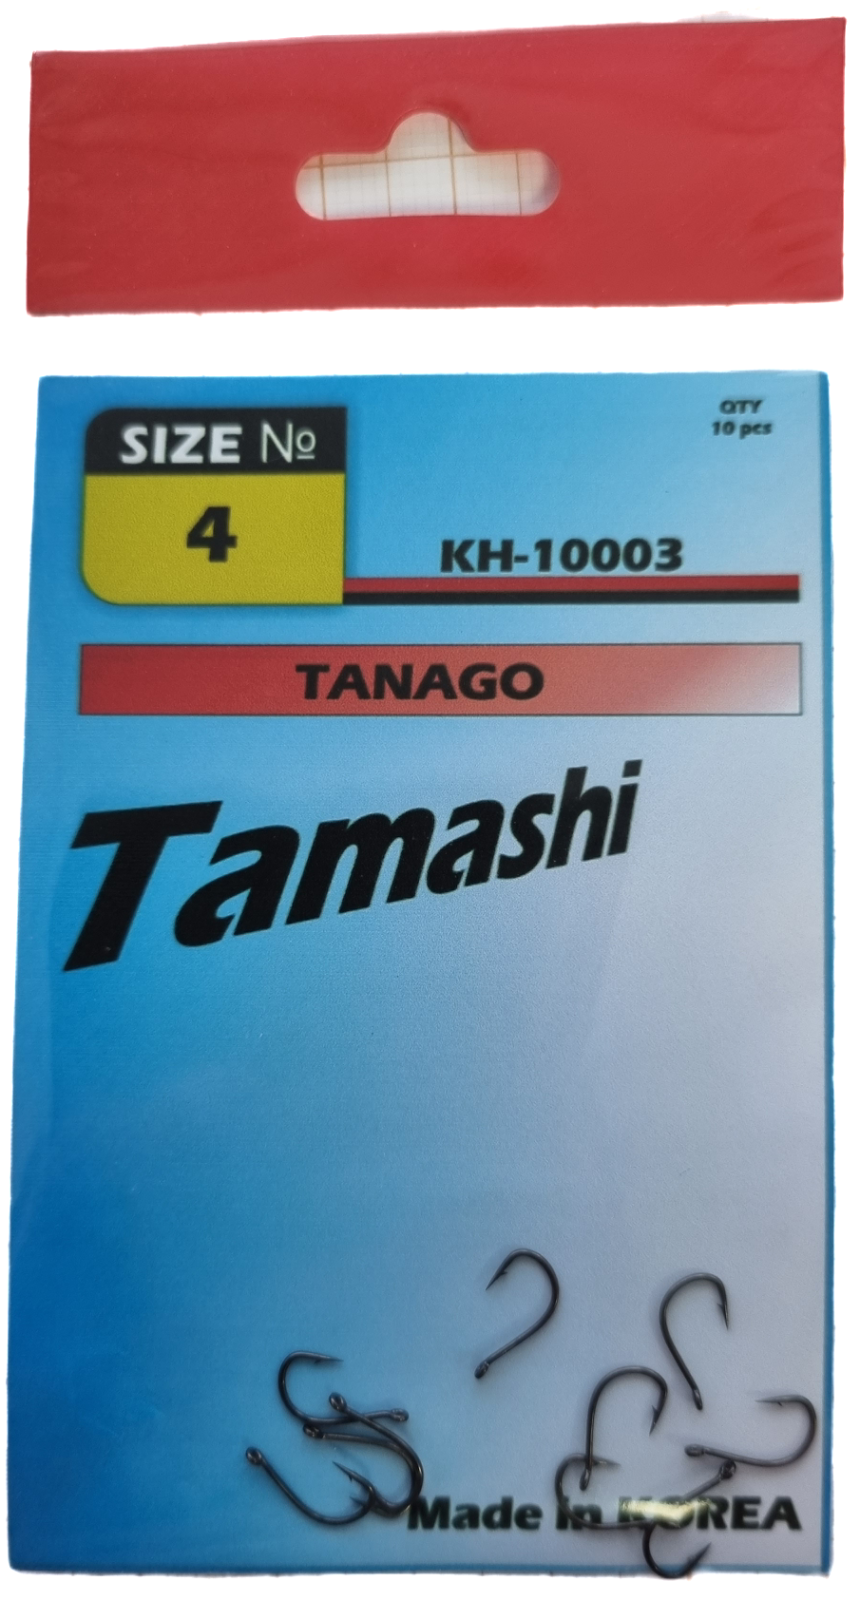 SIZE №
4
QTY
10 pcs
KH-10003
TANAGO
Tamashi
Made in KOREA